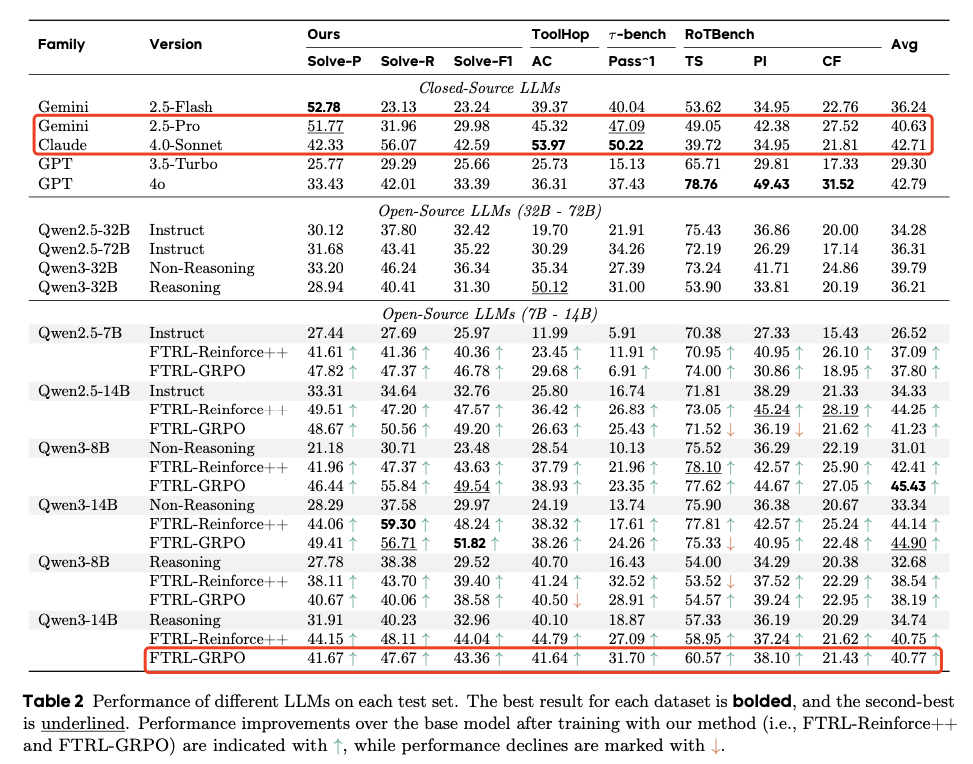 Family Version Ours ToolHop τ-bench RoTBench Avg
Solve-P Solve-R Solve-F1 AC Pass^1 TS PI CF
Closed-Source LLMs
Gemini 2.5-Flash 52.78 23.13 23.24 39.37 40.04 53.62 34.95 22.76 36.24
Gemini 2.5-Pro 51.77 31.96 29.98 45.32 47.09 49.05 42.38 27.52 40.63
Claude 4.0-Sonnet 42.33 56.07 42.59 53.97 50.22 39.72 34.95 21.81 42.71
GPT 3.5-Turbo 25.77 29.29 25.66 25.73 15.13 65.71 29.81 17.33 29.30
GPT 4o 33.43 42.01 33.39 36.31 37.43 78.76 49.43 31.52 42.79
Open-Source LLMs (32B - 72B)
Qwen2.5-32B Instruct 30.12 37.80 32.42 19.70 21.91 75.43 36.86 20.00 34.28
Qwen2.5-72B Instruct 31.68 43.41 35.22 30.29 34.26 72.19 26.29 17.14 36.31
Qwen3-32B Non-Reasoning 33.20 46.24 36.34 35.34 27.39 73.24 41.71 24.86 39.79
Qwen3-32B Reasoning 28.94 40.41 31.30 50.12 31.00 53.90 33.81 20.19 36.21
Open-Source LLMs (7B - 14B)
Qwen2.5-7B Instruct 27.44 27.69 25.97 11.99 5.91 70.38 27.33 15.43 26.52
FTRL-Reinforce++ 41.61 ↑ 41.36 ↑ 40.36 ↑ 23.45 ↑ 11.91 ↑ 70.95 ↑ 40.95 ↑ 26.10 ↑ 37.09 ↑
FTRL-GRPO 47.82 ↑ 47.37 ↑ 46.78 ↑ 29.68 ↑ 6.91 ↑ 74.00 ↑ 30.86 ↑ 18.95 ↑ 37.80 ↑
Qwen2.5-14B Instruct 33.31 34.64 32.76 25.80 16.74 71.81 38.29 21.33 34.33
FTRL-Reinforce++ 49.51 ↑ 47.20 ↑ 47.57 ↑ 36.42 ↑ 26.83 ↑ 73.05 ↑ 45.24 ↑ 28.19 ↑ 44.25 ↑
FTRL-GRPO 48.67 ↑ 50.56 ↑ 49.20 ↑ 26.63 ↑ 25.43 ↑ 71.52 ↓ 36.19 ↓ 21.62 ↑ 41.23 ↑
Qwen3-8B Non-Reasoning 21.18 30.71 23.48 28.54 10.13 75.52 36.29 22.19 31.01
FTRL-Reinforce++ 41.96 ↑ 47.37 ↑ 43.63 ↑ 37.79 ↑ 21.96 ↑ 78.10 ↑ 42.57 ↑ 25.90 ↑ 42.41 ↑
FTRL-GRPO 46.44 ↑ 55.84 ↑ 49.54 ↑ 38.93 ↑ 23.35 ↑ 77.62 ↑ 44.67 ↑ 27.05 ↑ 45.43 ↑
Qwen3-14B Non-Reasoning 28.29 37.58 29.97 24.19 13.74 75.90 36.38 20.67 33.34
FTRL-Reinforce++ 44.06 ↑ 59.30 ↑ 48.24 ↑ 38.32 ↑ 17.61 ↑ 77.81 ↑ 42.57 ↑ 25.24 ↑ 44.14 ↑
FTRL-GRPO 49.41 ↑ 56.71 ↑ 51.82 ↑ 38.26 ↑ 24.26 ↑ 75.33 ↓ 40.95 ↑ 22.48 ↑ 44.90 ↑
Qwen3-8B Reasoning 27.78 38.38 29.52 40.70 16.43 54.00 34.29 20.38 32.68
FTRL-Reinforce++ 38.11 ↑ 43.70 ↑ 39.40 ↑ 41.24 ↑ 32.52 ↑ 53.52 ↓ 37.52 ↑ 22.29 ↑ 38.54 ↑
FTRL-GRPO 40.67 ↑ 40.06 ↑ 38.58 ↑ 40.50 ↓ 28.91 ↑ 54.57 ↑ 39.24 ↑ 22.95 ↑ 38.19 ↑
Qwen3-14B Reasoning 31.91 40.23 32.96 40.10 18.87 57.33 36.19 20.29 34.74
FTRL-Reinforce++ 44.15 ↑ 48.11 ↑ 44.04 ↑ 44.79 ↑ 27.09 ↑ 58.95 ↑ 37.24 ↑ 21.62 ↑ 40.75 ↑
FTRL-GRPO 41.67 ↑ 47.67 ↑ 43.36 ↑ 41.64 ↑ 31.70 ↑ 60.57 ↑ 38.10 ↑ 21.43 ↑ 40.77 ↑
Table 2 Performance of different LLMs on each test set. The best result for each dataset is bolded, and the second-best
is underlined. Performance improvements over the base model after training with our method (i.e., FTRL-Reinforce++
and FTRL-GRPO) are indicated with ↑, while performance declines are marked with ↓.